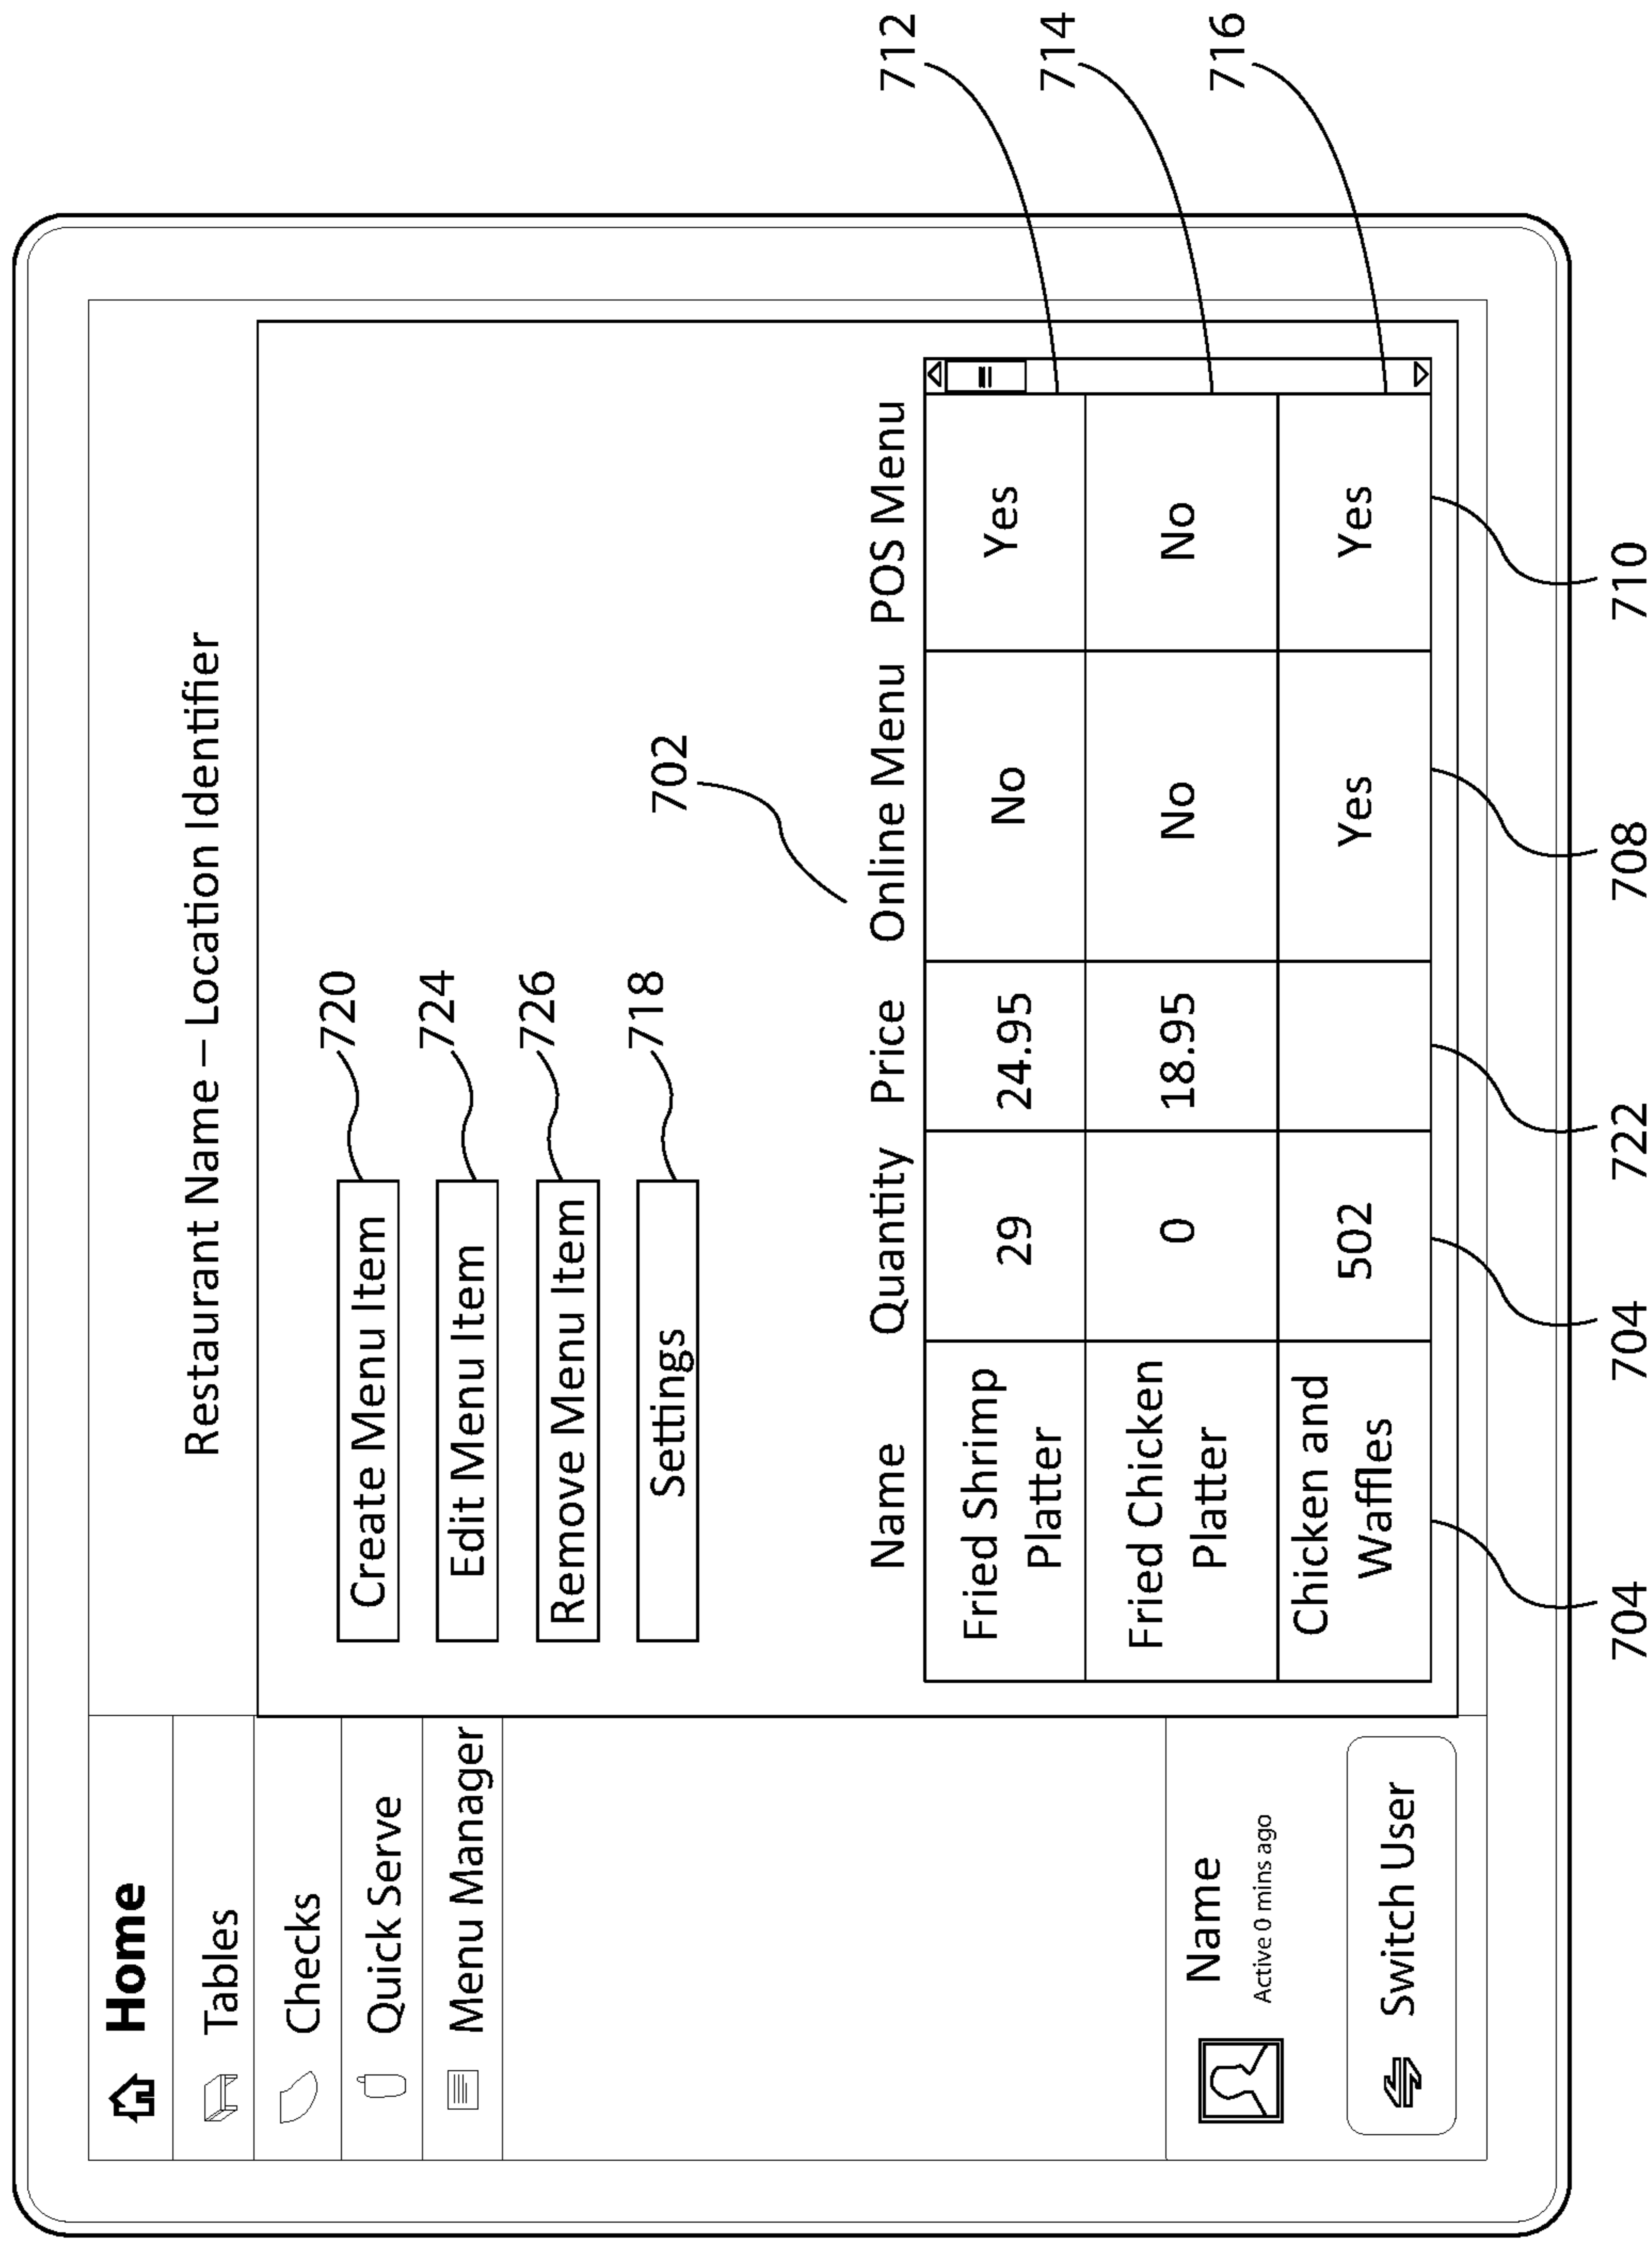 Restaurant Name – Location Identifier
Home
Tables
Checks
Quick Serve
Menu Manager
Name
Active 0 mins ago
Switch User
Create Menu Item
720
Edit Menu Item
724
Remove Menu Item
726
Settings
718
702
Name Quantity Price Online Menu POS Menu
Fried Shrimp
Platter
29 24.95 No Yes
712
Fried Chicken
Platter
0 18.95 No No
714
Chicken and
Waffles
502 Yes Yes
716
704 704 722 708 710